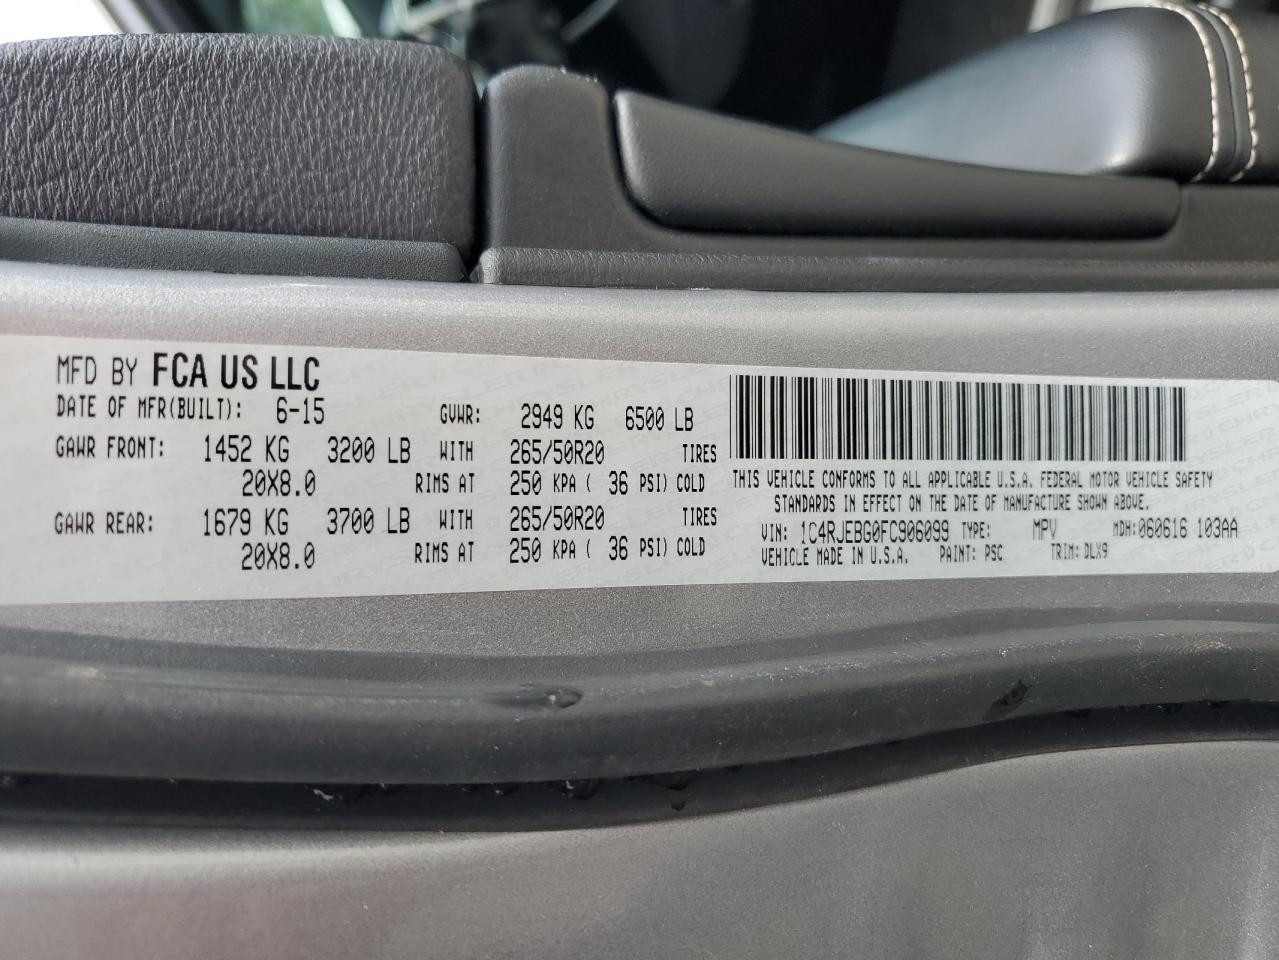 MFD BY FCA US LLC
DATE OF MFR(BUILT): 6-15 GVWR: 2949 KG 6500 LB
GAWR FRONT: 1452 KG 3200 LB WITH 265/50R20 TIRES
20X8.0 RIMS AT 250 KPA ( 36 PSI) COLD
GAWR REAR: 1679 KG 3700 LB WITH 265/50R20 TIRES
20X8.0 RIMS AT 250 KPA ( 36 PSI) COLD
THIS VEHICLE CONFORMS TO ALL APPLICABLE U.S.A. FEDERAL MOTOR VEHICLE SAFETY
STANDARDS IN EFFECT ON THE DATE OF MANUFACTURE SHOWN ABOVE.
VIN: 1C4RJEBG0FC906099 TYPE: MPV MDH:060616 103AA
VEHICLE MADE IN U.S.A. PAINT: PSC TRIM: DLX9